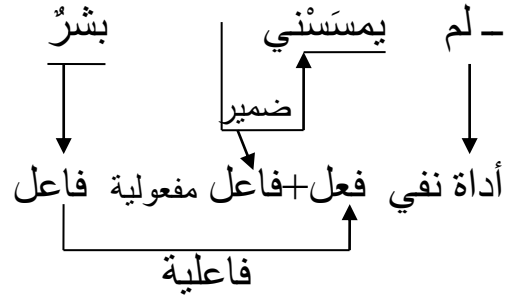 – لم يمسَسْني بشرٌ
ضمير
أداة نفي فعل+فاعل مفعولية فاعل
فاعلية